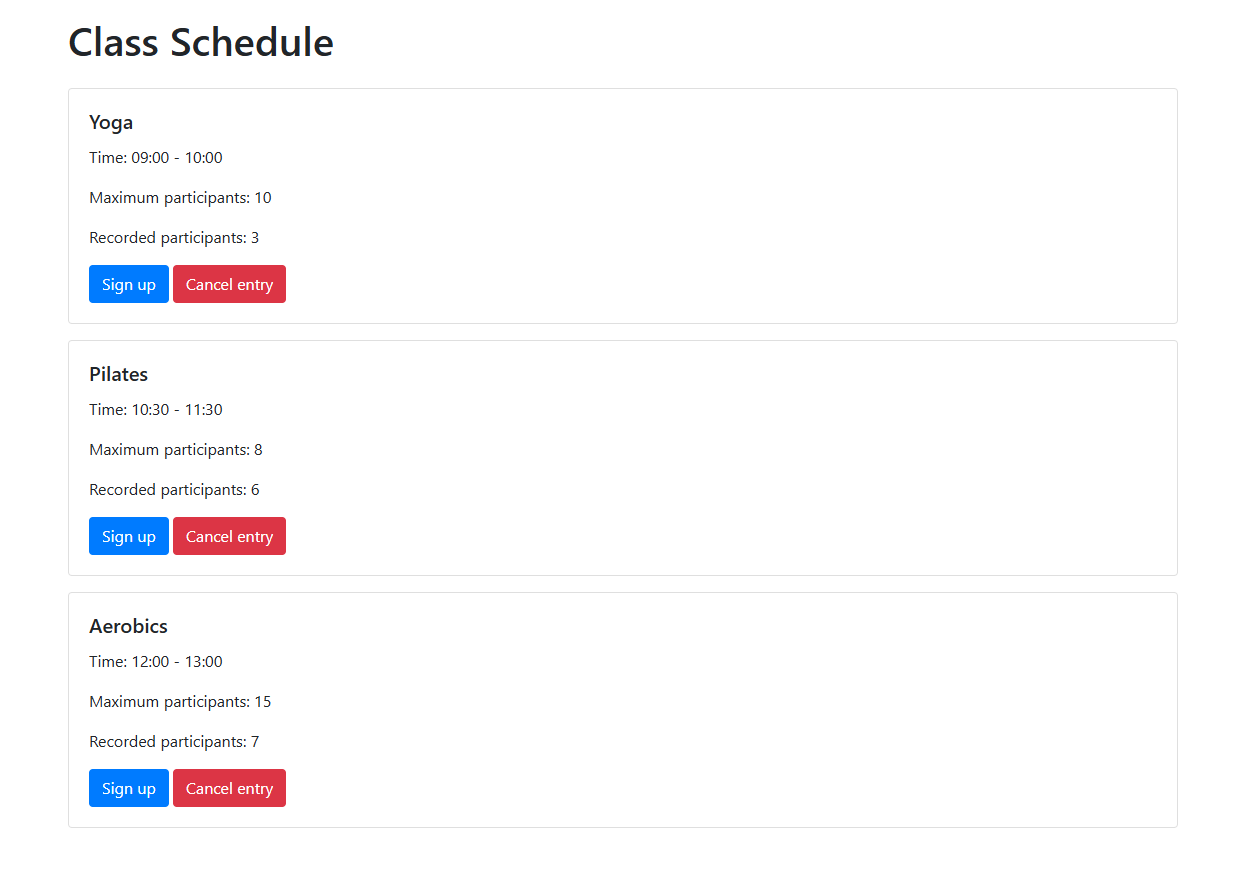 Class Schedule
Yoga
Time: 09:00 - 10:00
Maximum participants: 10
Recorded participants: 3
Sign up Cancel entry
Pilates
Time: 10:30 - 11:30
Maximum participants: 8
Recorded participants: 6
Sign up Cancel entry
Aerobics
Time: 12:00 - 13:00
Maximum participants: 15
Recorded participants: 7
Sign up Cancel entry